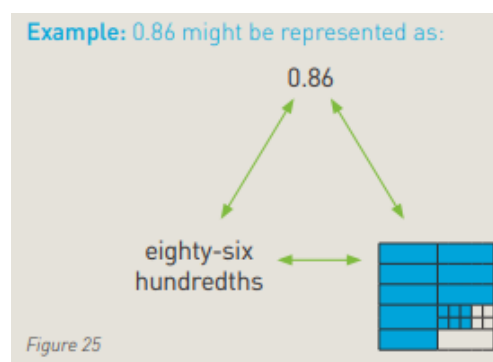 Example: 0.86 might be represented as:
0.86
eighty-six
hundredths
Figure 25